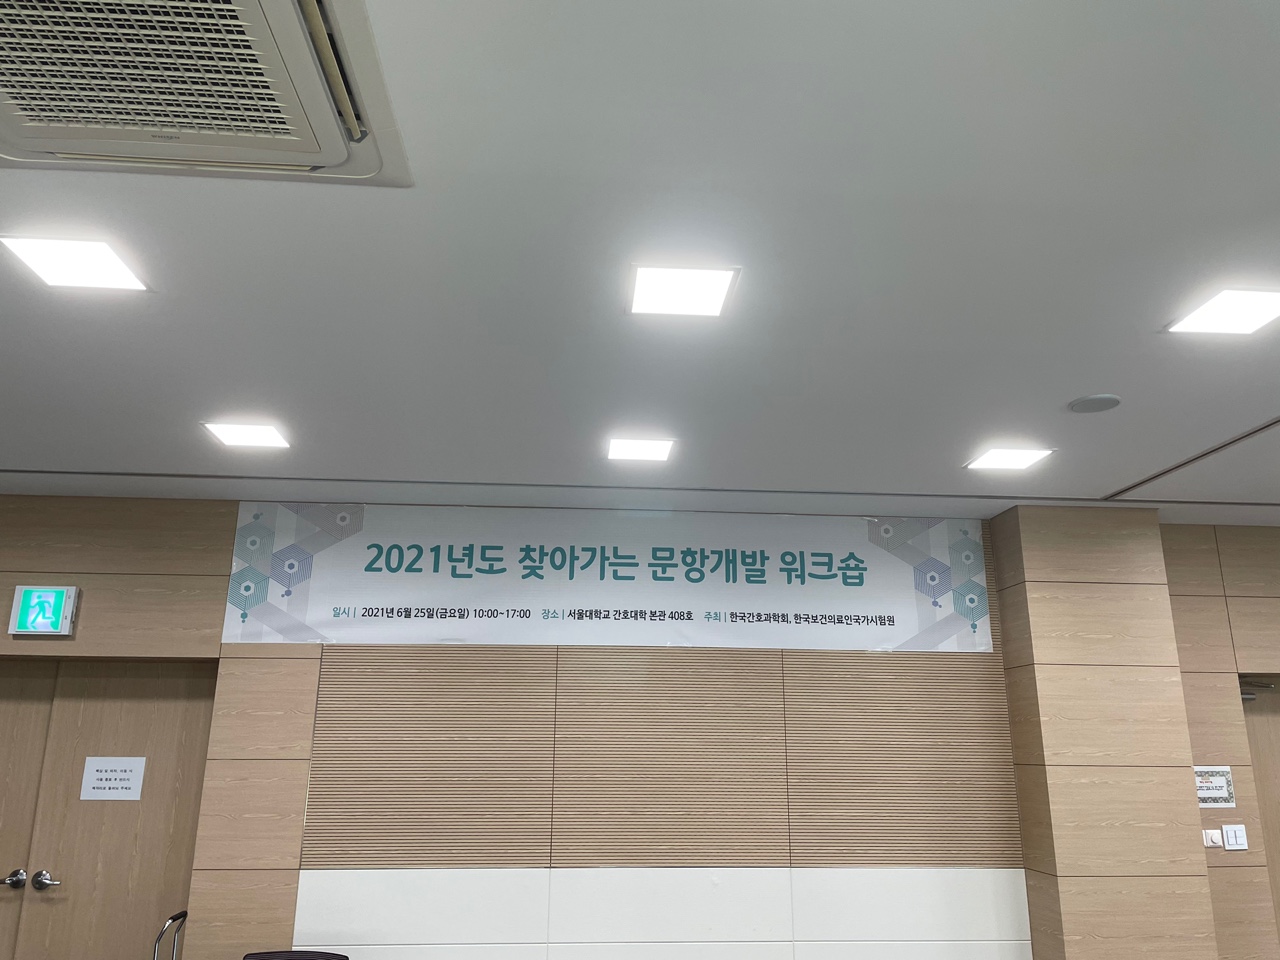 2021년도 찾아가는 문항개발 워크숍
일시 | 2021년 6월 25일(금요일) 10:00~17:00 장소 | 서울대학교 간호대학 본관 408호 주최 | 한국간호과학회, 한국보건의료인국가시험원